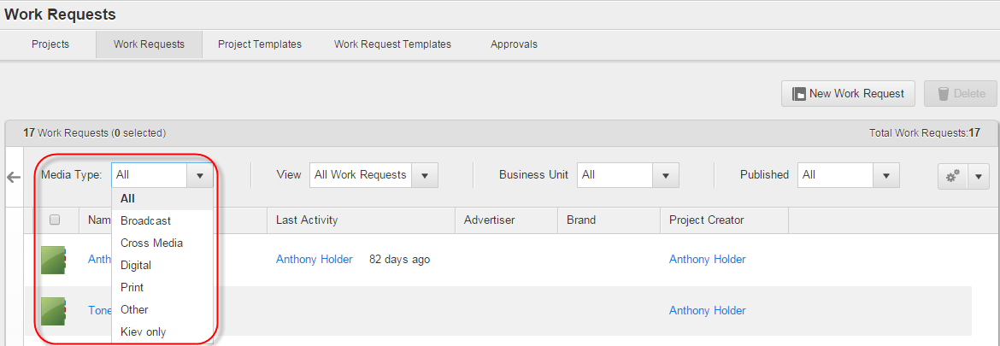 Work Requests
Projects Work Requests Project Templates Work Request Templates Approvals
New Work Request Delete
17 Work Requests (0 selected) Total Work Requests:17
Media Type: All View All Work Requests Business Unit All Published All
All
Broadcast
Cross Media
Digital
Print
Other
Kiev only
Last Activity Advertiser Brand Project Creator
Anthony Holder 82 days ago Anthony Holder
Anthony Holder